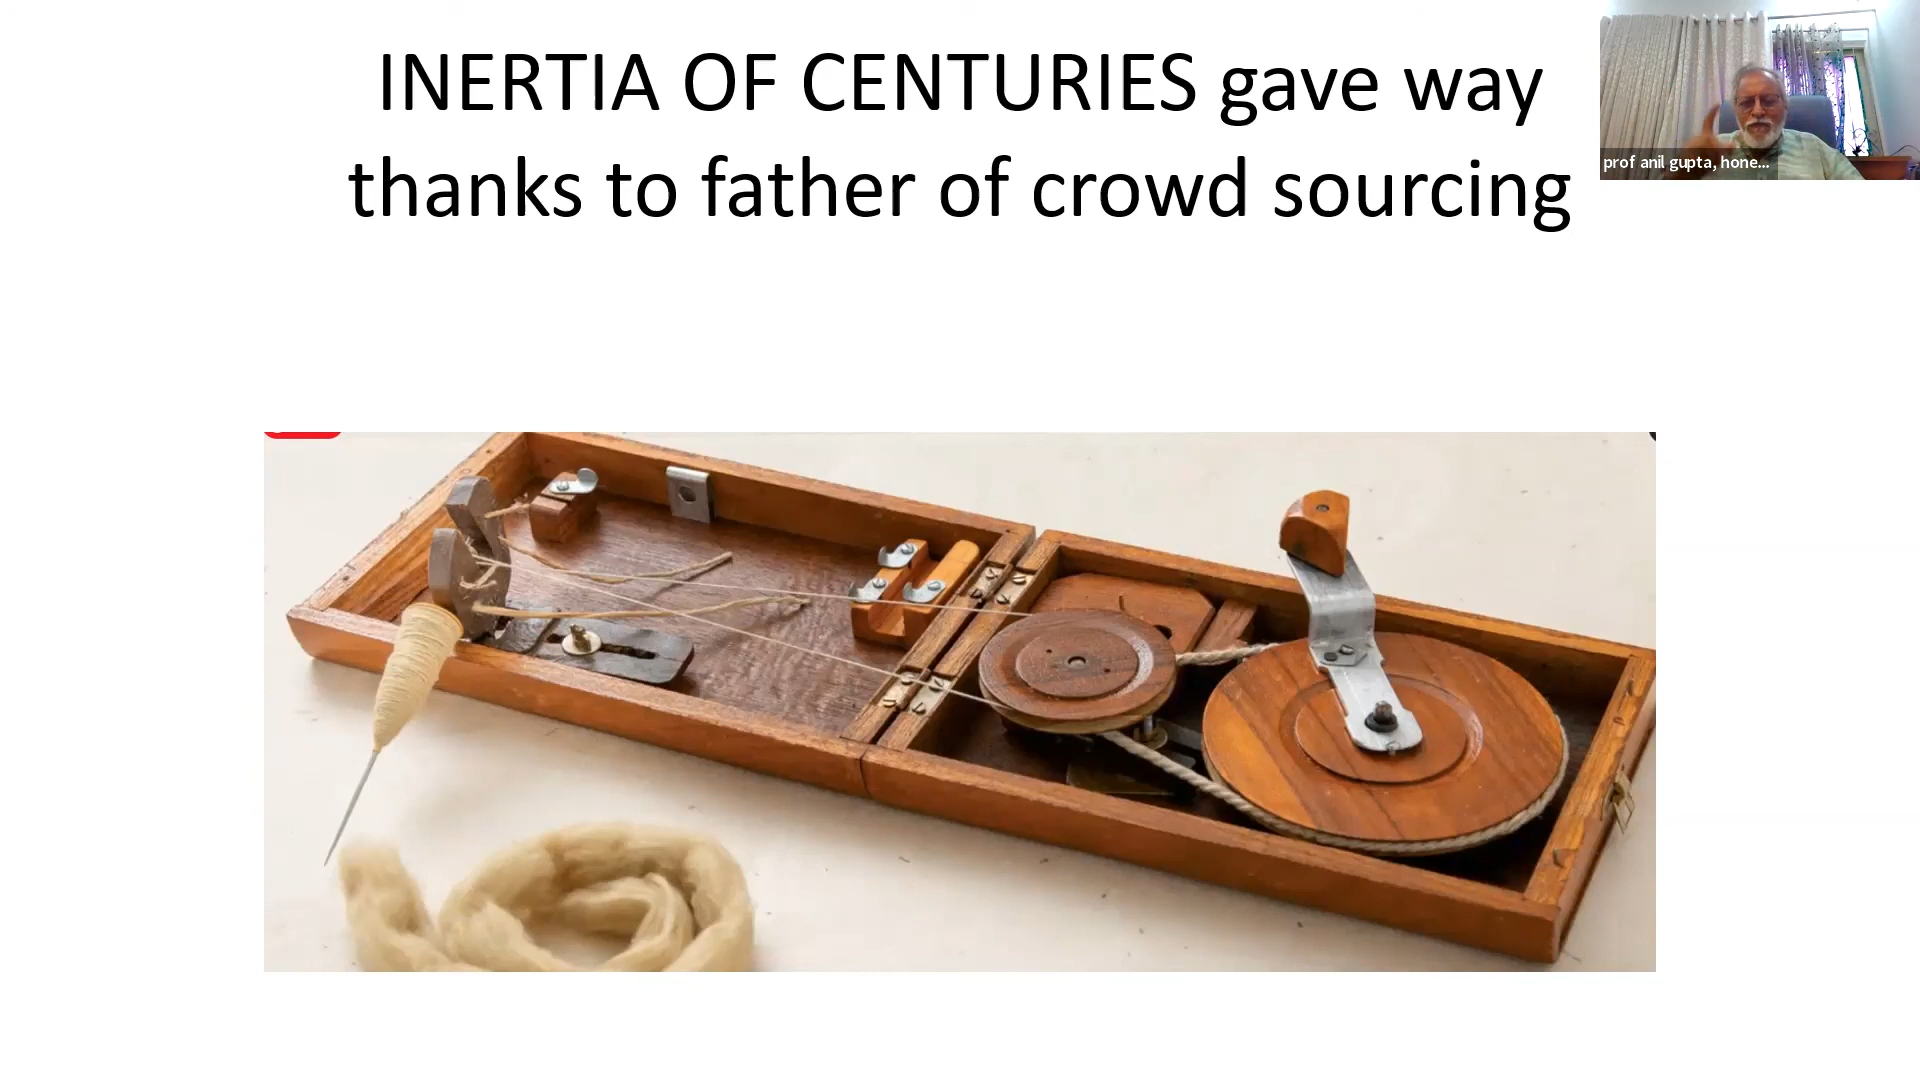 INERTIA OF CENTURIES gave way
thanks to father of crowd sourcing
prof anil gupta, hone...